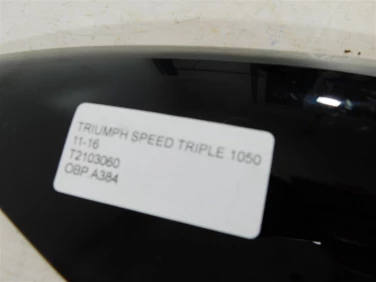 TRIUMPH SPEED TRIPLE 1050
11-16
T2103060
OBP A384